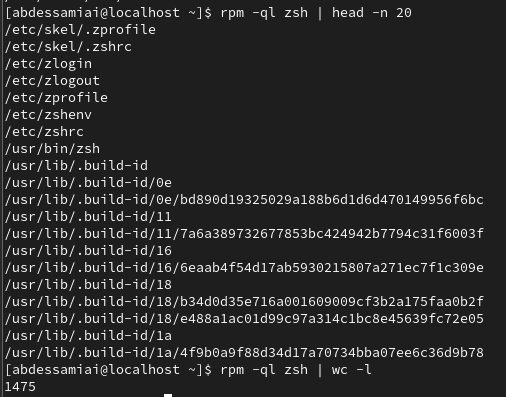 [abdessamiai@localhost ~]$ rpm -ql zsh | head -n 20
/etc/skel/.zprofile
/etc/skel/.zshrc
/etc/zlogin
/etc/zlogout
/etc/zprofile
/etc/zshenv
/etc/zshrc
/usr/bin/zsh
/usr/lib/.build-id
/usr/lib/.build-id/0e
/usr/lib/.build-id/0e/bd890d19325029a188b6d1d6d470149956f6bc
/usr/lib/.build-id/11
/usr/lib/.build-id/11/7a6a389732677853bc424942b7794c31f6003f
/usr/lib/.build-id/16
/usr/lib/.build-id/16/6eaab4f54d17ab5930215807a271ec7f1c309e
/usr/lib/.build-id/18
/usr/lib/.build-id/18/b34d0d35e716a001609009cf3b2a175faa0b2f
/usr/lib/.build-id/18/e488a1ac01d99c97a314c1bc8e45639fc72e05
/usr/lib/.build-id/1a
/usr/lib/.build-id/1a/4f9b0a9f88d34d17a70734bba07ee6c36d9b78
[abdessamiai@localhost ~]$ rpm -ql zsh | wc -l
1475